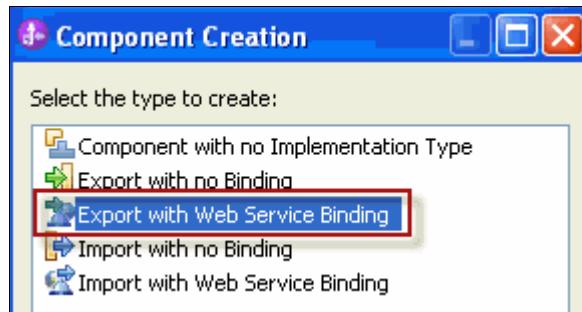 Component Creation
Select the type to create:
Component with no Implementation Type
Export with no Binding
Export with Web Service Binding
Import with no Binding
Import with Web Service Binding